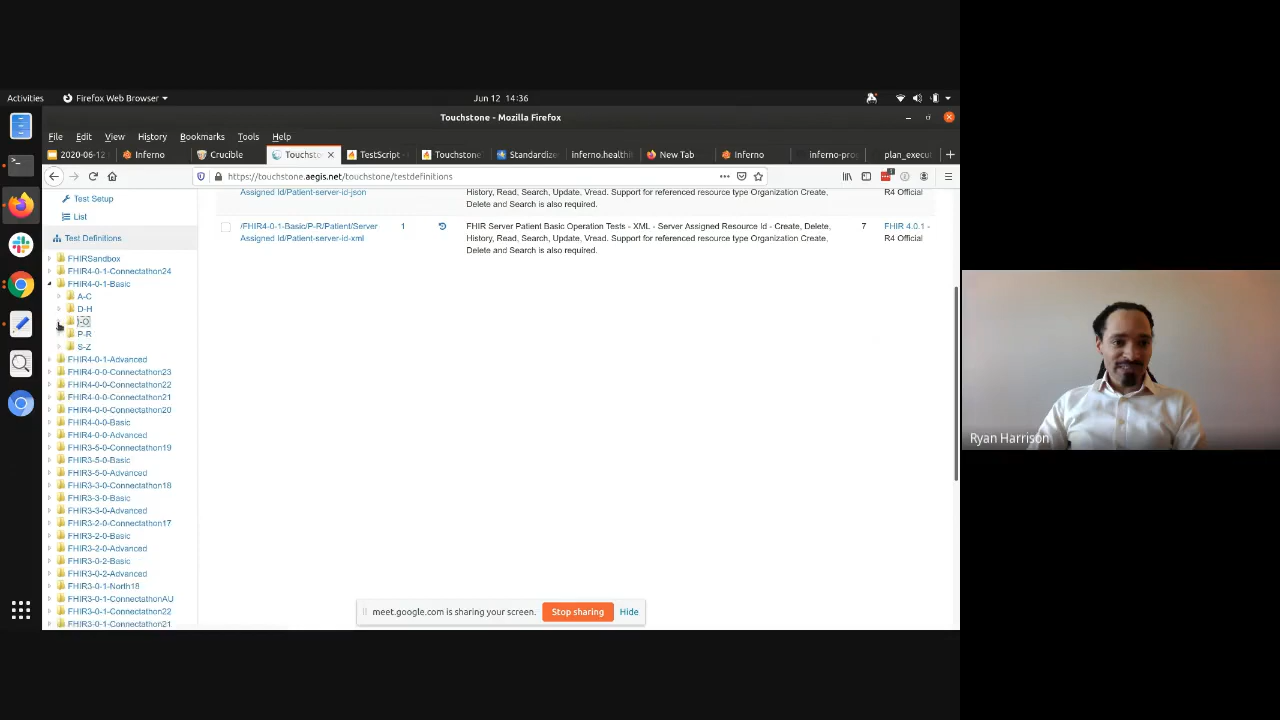 Activities
Firefox Web Browser
Jun 12 14:36
Touchstone - Mozilla Firefox
File Edit View History Bookmarks Tools Help
2020-06-12
Inferno
Crucible
Touchst
TestScript
Touchstone
Standardize
inferno.health
New Tab
Inferno
inferno-pro
plan_execut
https://touchstone.aegis.net/touchstone/testdefinitions
Test Setup
List
Test Definitions
FHIRSandbox
FHIR4-0-1-Connectathon24
FHIR4-0-1-Basic
A-C
D-H
I-O
P-R
S-Z
FHIR4-0-1-Advanced
FHIR4-0-0-Connectathon23
FHIR4-0-0-Connectathon22
FHIR4-0-0-Connectathon21
FHIR4-0-0-Connectathon20
FHIR4-0-0-Basic
FHIR4-0-0-Advanced
FHIR3-5-0-Connectathon19
FHIR3-5-0-Basic
FHIR3-5-0-Advanced
FHIR3-3-0-Connectathon18
FHIR3-3-0-Basic
FHIR3-3-0-Advanced
FHIR3-2-0-Connectathon17
FHIR3-2-0-Basic
FHIR3-2-0-Advanced
FHIR3-0-2-Basic
FHIR3-0-2-Advanced
FHIR3-0-1-North18
FHIR3-0-1-ConnectathonAU
FHIR3-0-1-Connectathon22
FHIR3-0-1-Connectathon21
Assigned Id/Patient-server-id-json
History, Read, Search, Update, Vread. Support for referenced resource type Organization Create,
R4 Official
Delete and Search is also required.
/FHIR4-0-1-Basic/P-R/Patient/Server
1
FHIR Server Patient Basic Operation Tests - XML - Server Assigned Resource Id - Create, Delete,
7
FHIR 4.0.1 -
Assigned Id/Patient-server-id-xml
History, Read, Search, Update, Vread. Support for referenced resource type Organization Create,
R4 Official
Delete and Search is also required.
meet.google.com is sharing your screen.
Stop sharing
Hide
Ryan Harrison